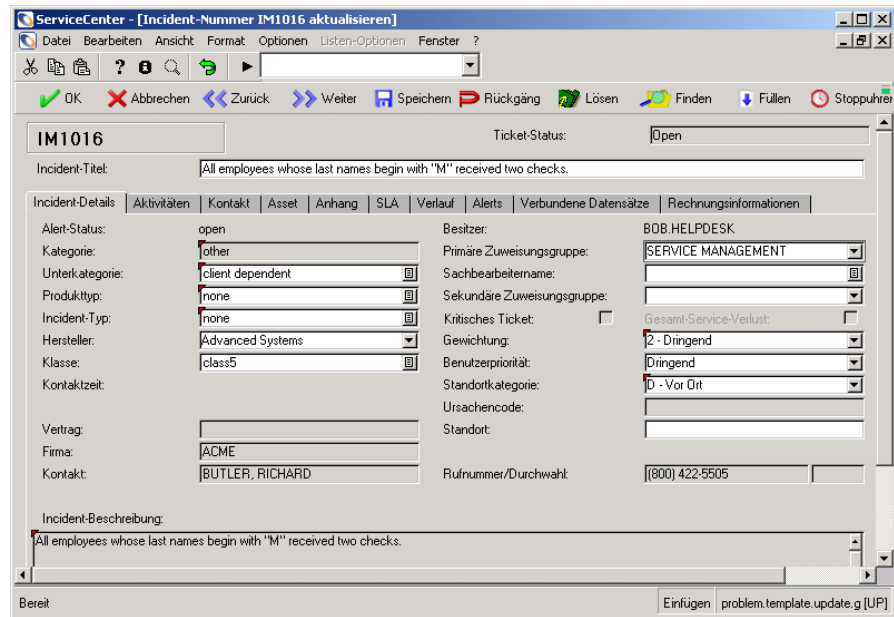 ServiceCenter - [Incident-Nummer IM1016 aktualisieren]
Datei Bearbeiten Ansicht Format Optionen Listen-Optionen Fenster ?
OK Abbrechen Zurück Weiter Speichern Rückgäng Lösen Finden Füllen Stoppuhren
IM1016
Ticket-Status: Open
Incident-Titel: All employees whose last names begin with "M" received two checks.
Incident-Details Aktivitäten Kontakt Asset Anhang SLA Verlauf Alerts Verbundene Datensätze Rechnungsinformationen
Alert-Status: open Besitzer: BOB.HELPDESK
Kategorie: other Primäre Zuweisungsgruppe: SERVICE MANAGEMENT
Unterkategorie: client dependent Sachbearbeitername:
Produkttyp: none Sekundäre Zuweisungsgruppe:
Incident-Typ: none Kritisches Ticket: Gesamt-Service-Verlust:
Hersteller: Advanced Systems Gewichtung: 2 - Dringend
Klasse: class5 Benutzerpriorität: Dringend
Kontaktzeit: Standortkategorie: D - Vor Ort
Ursachencode:
Vertrag: Standort:
Firma: ACME
Kontakt: BUTLER, RICHARD Rufnummer/Durchwahl: (800) 422-5505
Incident-Beschreibung:
All employees whose last names begin with "M" received two checks.
Bereit Einfügen problem.template.update.g [UP]